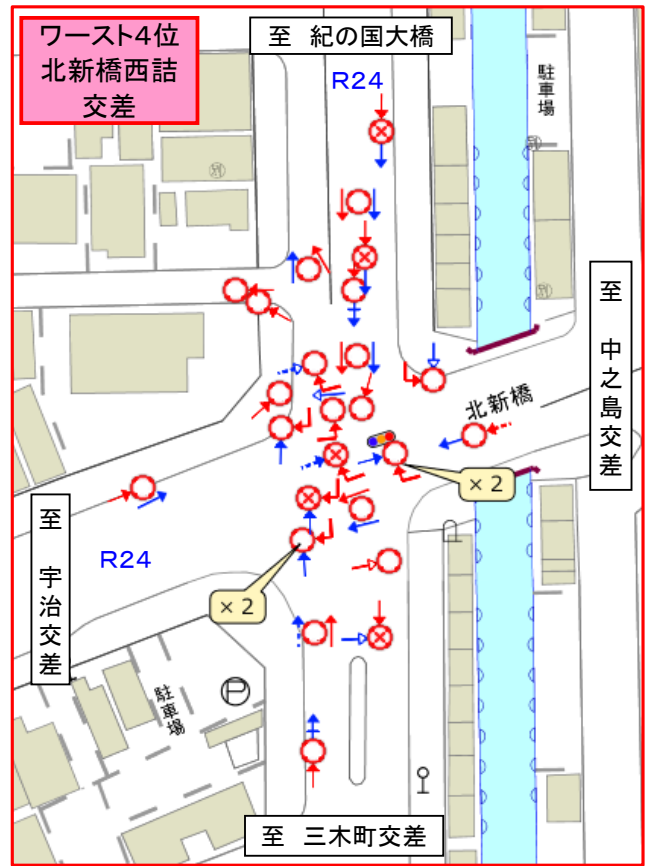 ワースト4位
北新橋西詰
交差
至 紀の国大橋
R24
駐車場
至 中之島交差
北新橋
×2
至 宇治交差
R24
×2
駐車場
P
至 三木町交差